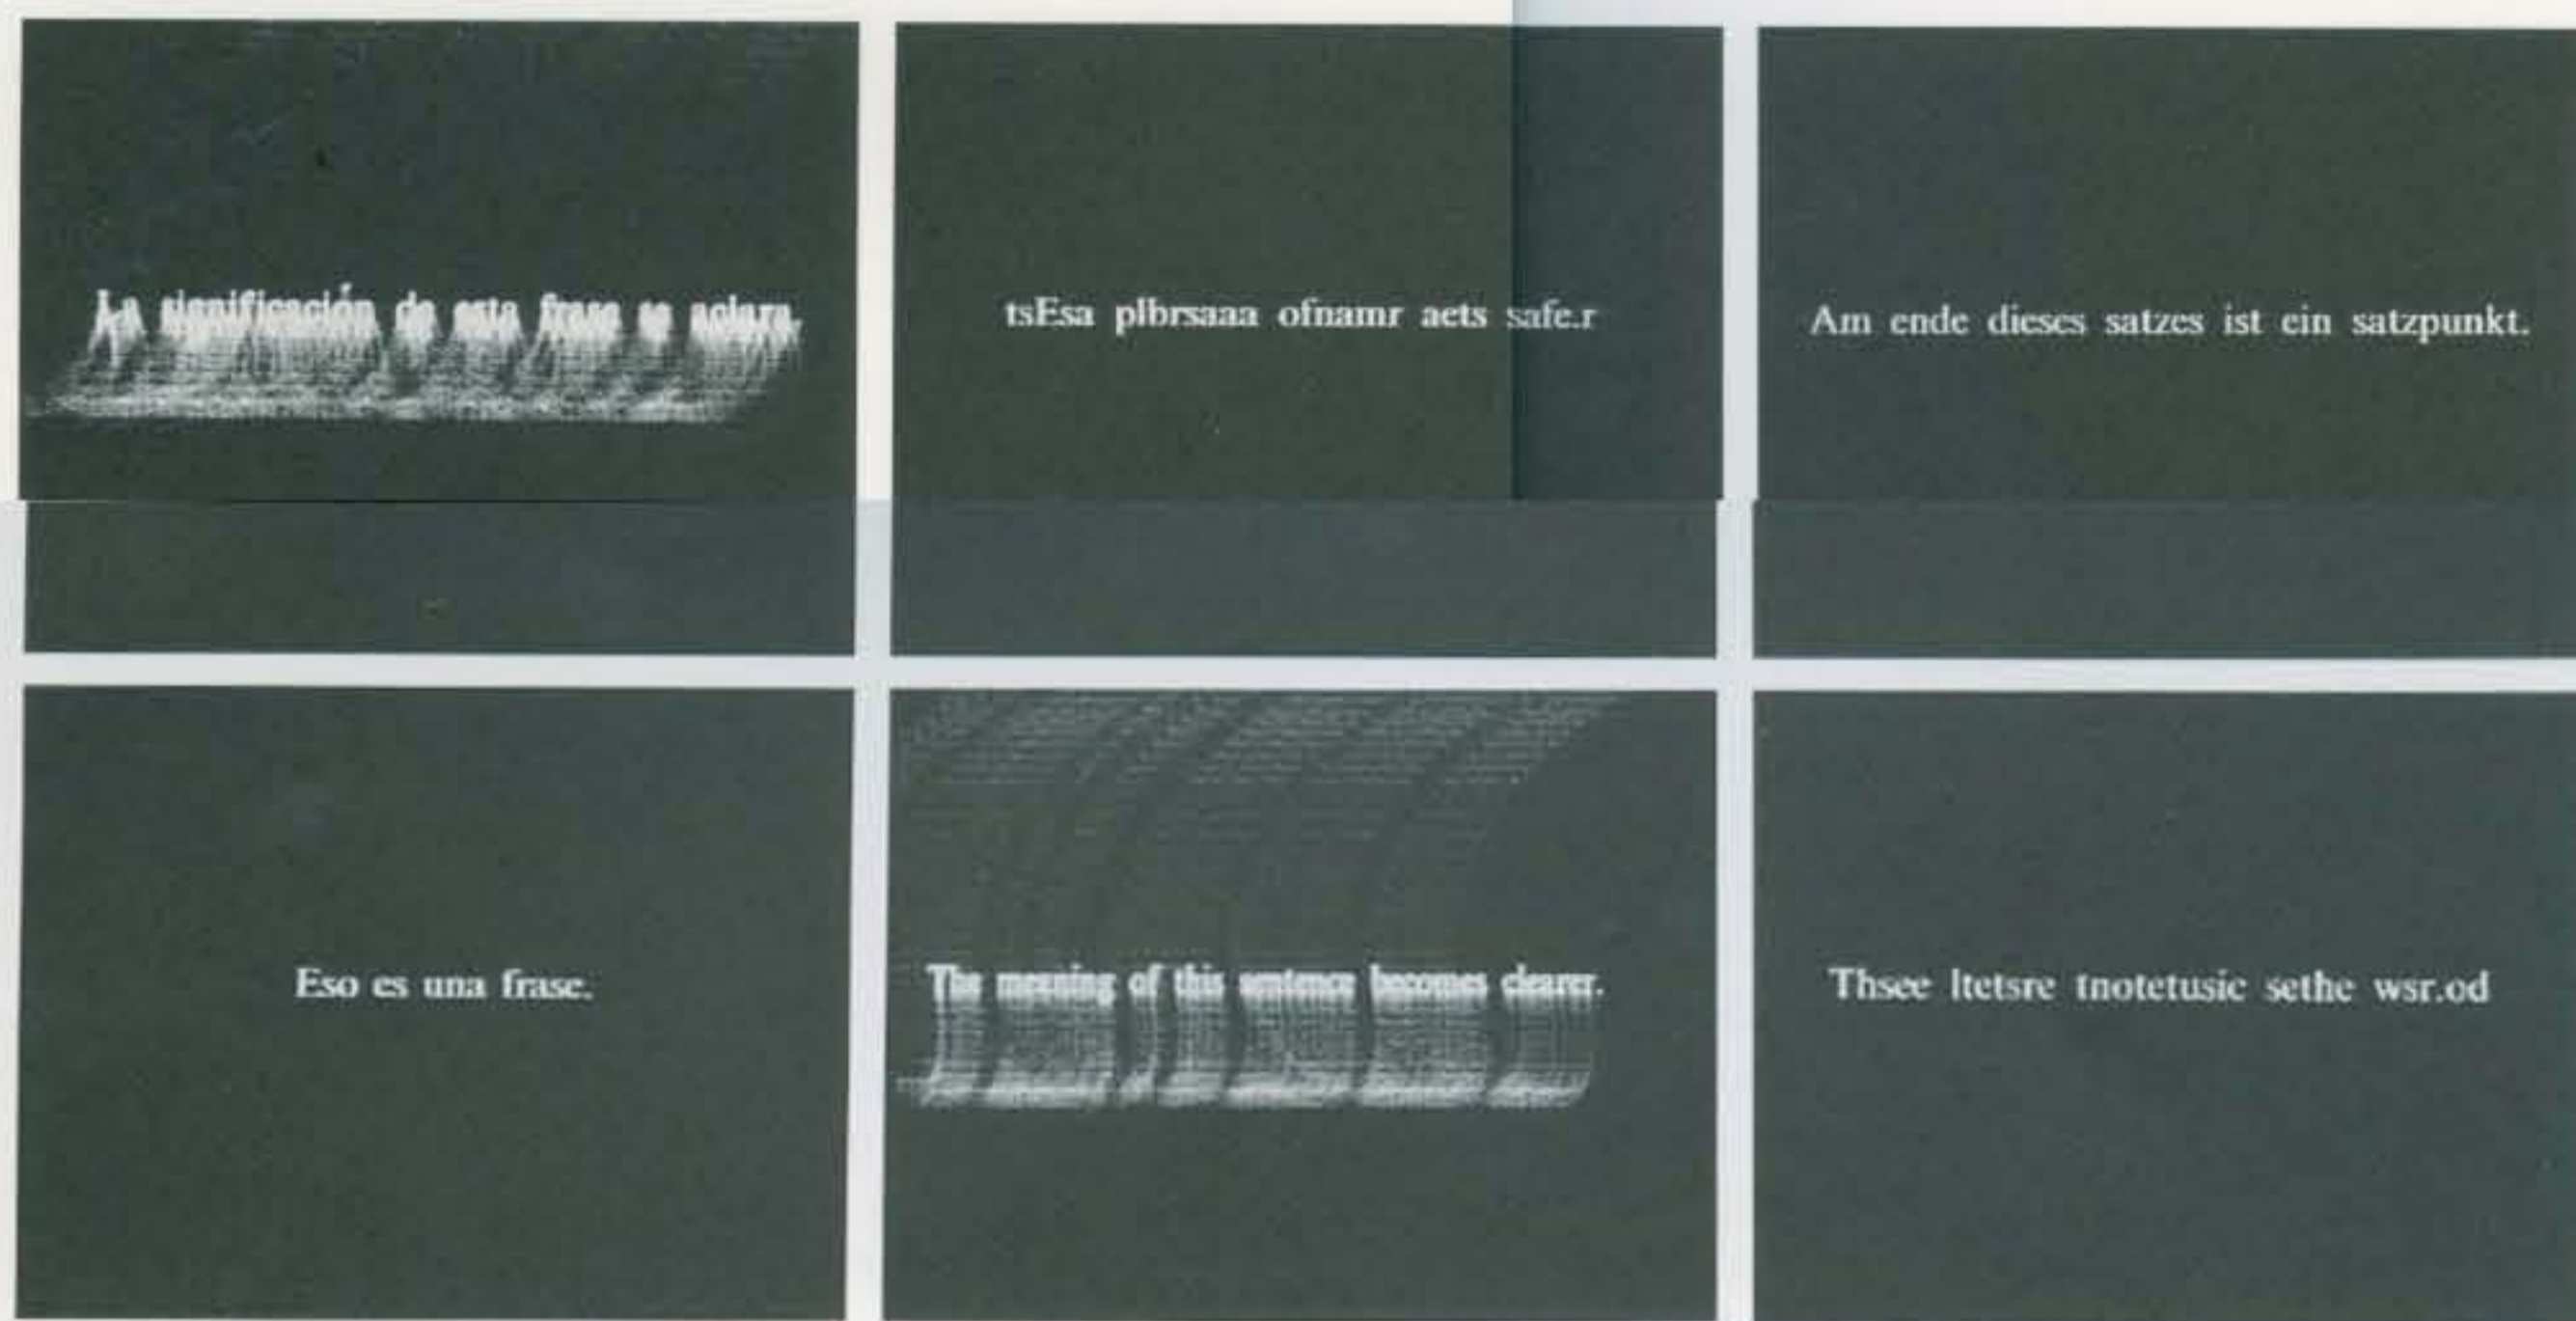 La significación de esta frase se aclara.
tsEsa plbrsaaa ofnamr aets safe.r
Am ende dieses satzes ist ein satzpunkt.
Eso es una frase.
The meaning of this sentence becomes clearer.
Thsee ltetsre tnotetusic sethe wsr.od